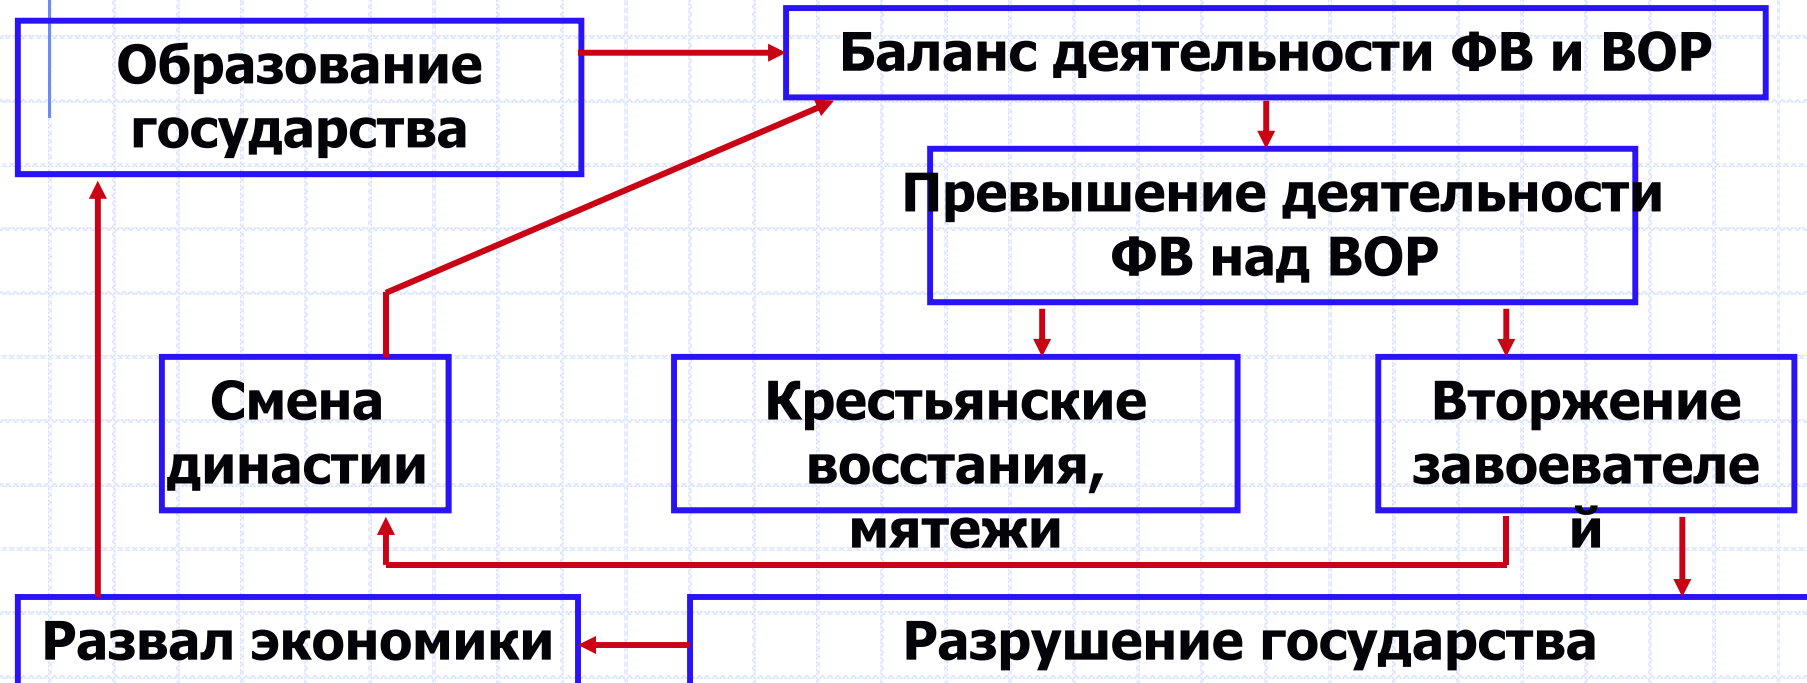 Образование
государства
Баланс деятельности ФВ и ВОР
Превышение деятельности
ФВ над ВОР
Смена
династии
Крестьянские
восстания,
мятежи
Вторжение
завоевателе
й
Развал экономики
Разрушение государства